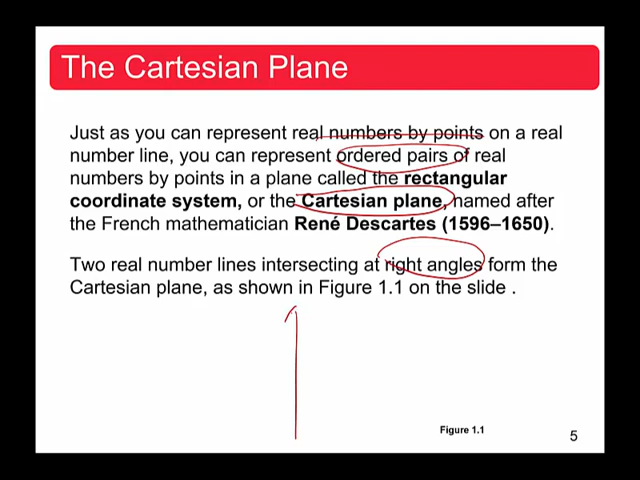 The Cartesian Plane
Just as you can represent real numbers by points on a real
number line, you can represent ordered pairs of real
numbers by points in a plane called the rectangular
coordinate system, or the Cartesian plane, named after
the French mathematician René Descartes (1596–1650).
Two real number lines intersecting at right angles form the
Cartesian plane, as shown in Figure 1.1 on the slide .
Figure 1.1
5